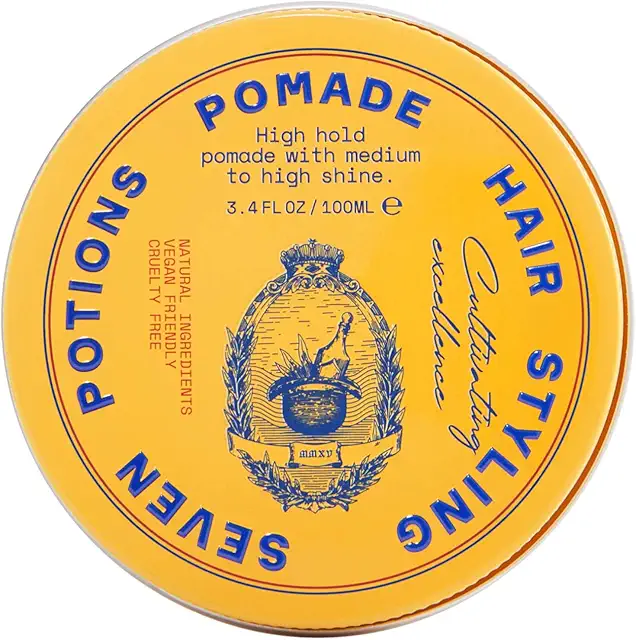 POMADE
High hold
pomade with medium
to high shine.
3.4 FL OZ / 100ML ℮
HAIR STYLING
SEVEN POTIONS
NATURAL INGREDIENTS
VEGAN FRIENDLY
CRUELTY FREE
Cultivating
excellence
MMXV